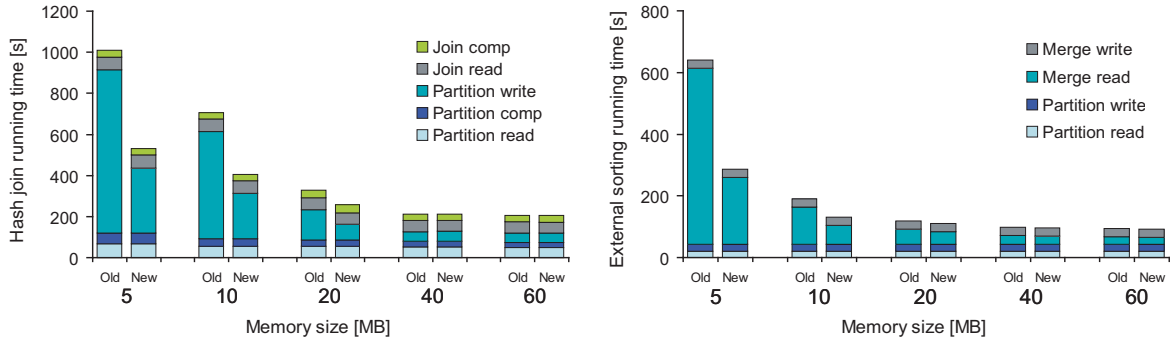 Hash join running time [s]
1200
1000
800
600
400
200
0
Join comp
Join read
Partition write
Partition comp
Partition read
Old New Old New Old New Old New Old New
5 10 20 40 60
Memory size [MB]
External sorting running time [s]
800
600
400
200
0
Merge write
Merge read
Partition write
Partition read
Old New Old New Old New Old New Old New
5 10 20 40 60
Memory size [MB]